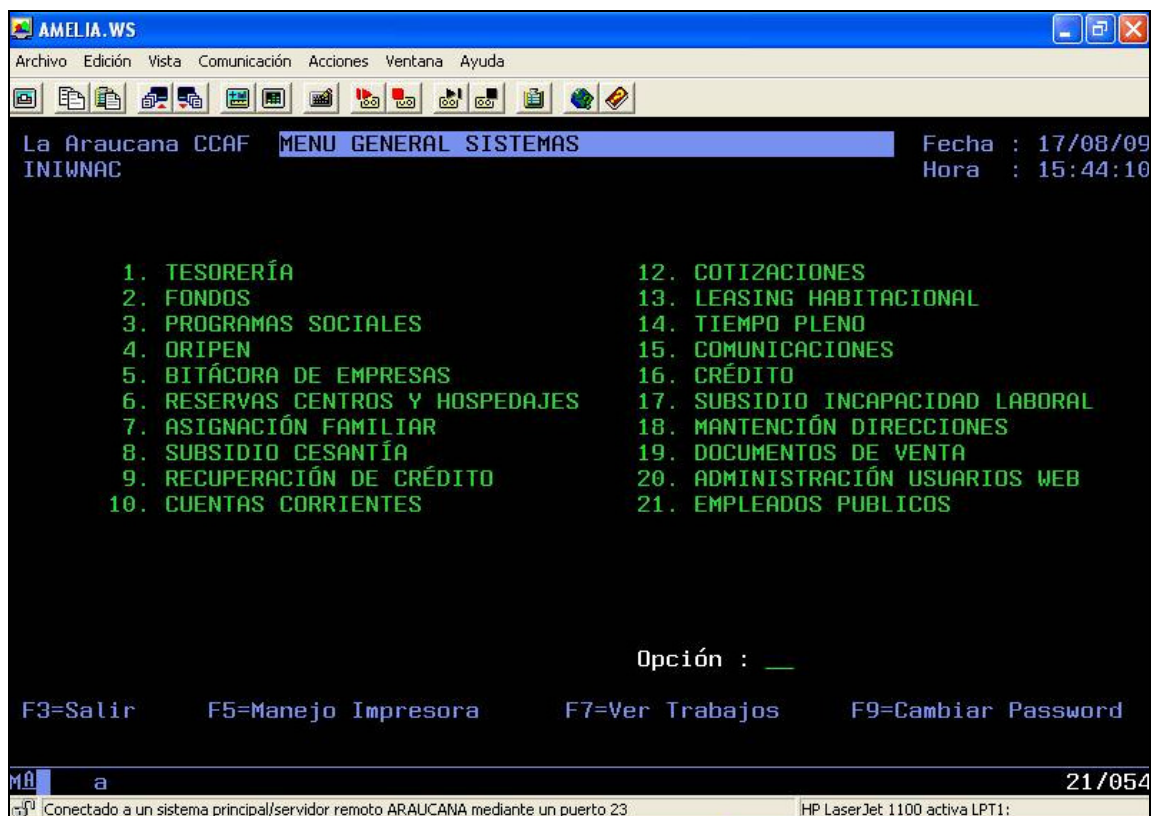 AMELIA.WS
Archivo Edición Vista Comunicación Acciones Ventana Ayuda
La Araucana CCAF MENU GENERAL SISTEMAS Fecha : 17/08/09
INIWNAC Hora : 15:44:10
1. TESORERÍA 12. COTIZACIONES
2. FONDOS 13. LEASING HABITACIONAL
3. PROGRAMAS SOCIALES 14. TIEMPO PLENO
4. ORIPEN 15. COMUNICACIONES
5. BITÁCORA DE EMPRESAS 16. CRÉDITO
6. RESERVAS CENTROS Y HOSPEDAJES 17. SUBSIDIO INCAPACIDAD LABORAL
7. ASIGNACIÓN FAMILIAR 18. MANTENCIÓN DIRECCIONES
8. SUBSIDIO CESANTÍA 19. DOCUMENTOS DE VENTA
9. RECUPERACIÓN DE CRÉDITO 20. ADMINISTRACIÓN USUARIOS WEB
10. CUENTAS CORRIENTES 21. EMPLEADOS PUBLICOS
Opción : __
F3=Salir F5=Manejo Impresora F7=Ver Trabajos F9=Cambiar Password
MA a 21/054
Conectado a un sistema principal/servidor remoto ARAUCANA mediante un puerto 23 HP LaserJet 1100 activa LPT1: